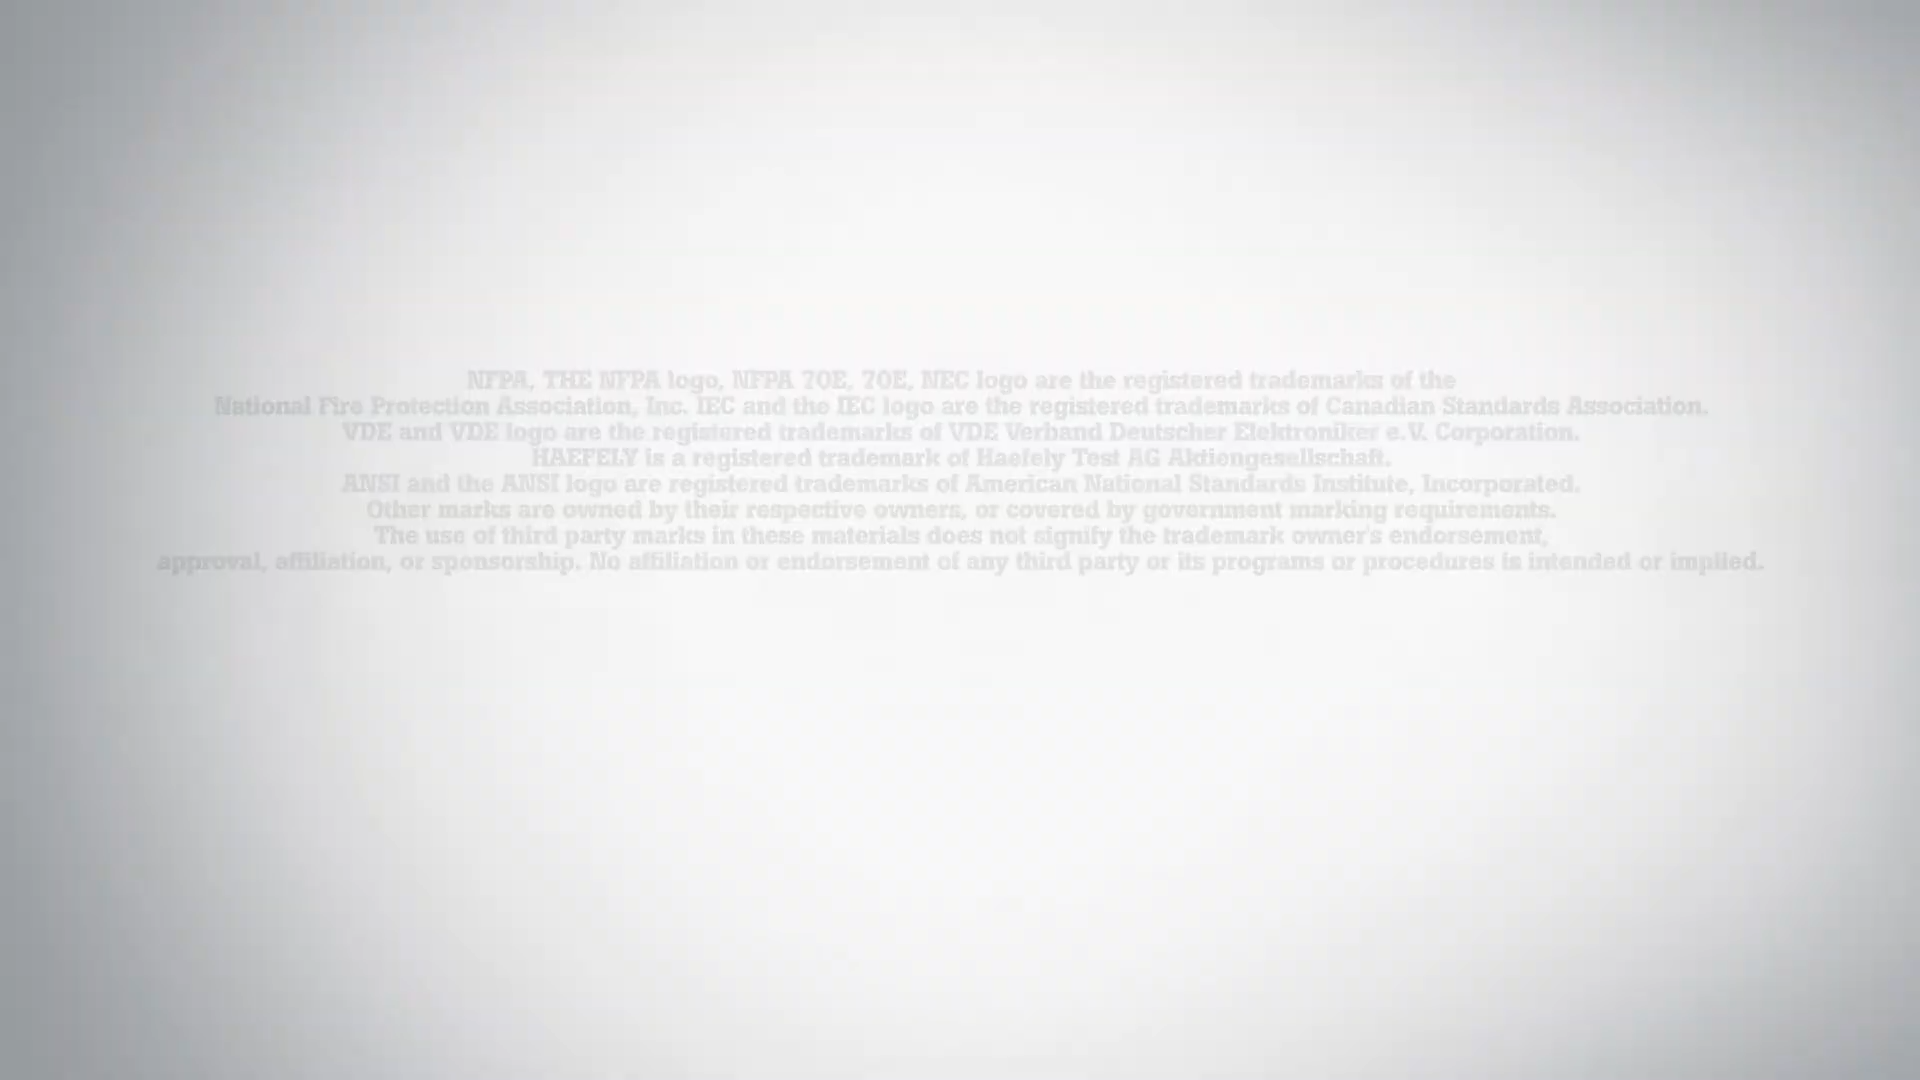 NFPA, THE NFPA logo, NFPA 70E, 70E, NEC logo are the registered trademarks of the
National Fire Protection Association, Inc. IEC and the IEC logo are the registered trademarks of Canadian Standards Association.
VDE and VDE logo are the registered trademarks of VDE Verband Deutscher Elektroniker e.V. Corporation.
HAEFELY is a registered trademark of Haefely Test AG Aktiengesellschaft.
ANSI and the ANSI logo are registered trademarks of American National Standards Institute, Incorporated.
Other marks are owned by their respective owners, or covered by government marking requirements.
The use of third party marks in these materials does not signify the trademark owner's endorsement,
approval, affiliation, or sponsorship. No affiliation or endorsement of any third party or its programs or procedures is intended or implied.